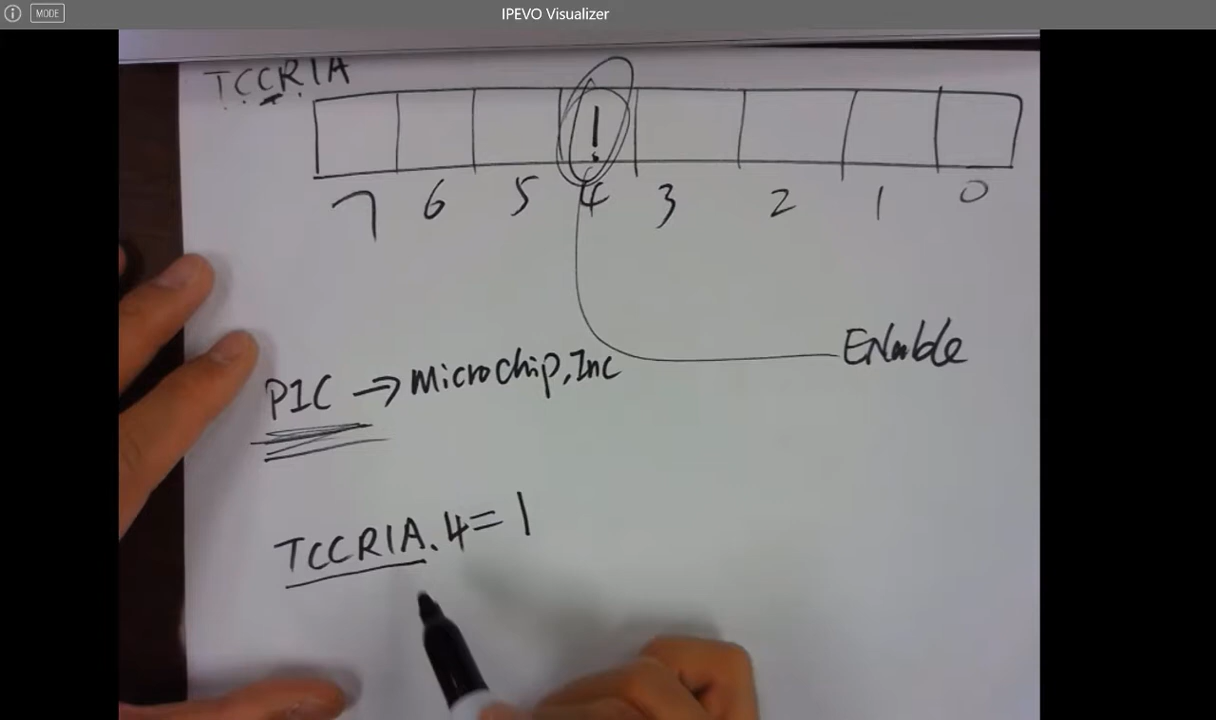 MODE
IPEVO Visualizer
TCCR1A
1
7 6 5 4 3 2 1 0
ENable
PIC → Microchip, Inc
TCCR1A.4=1